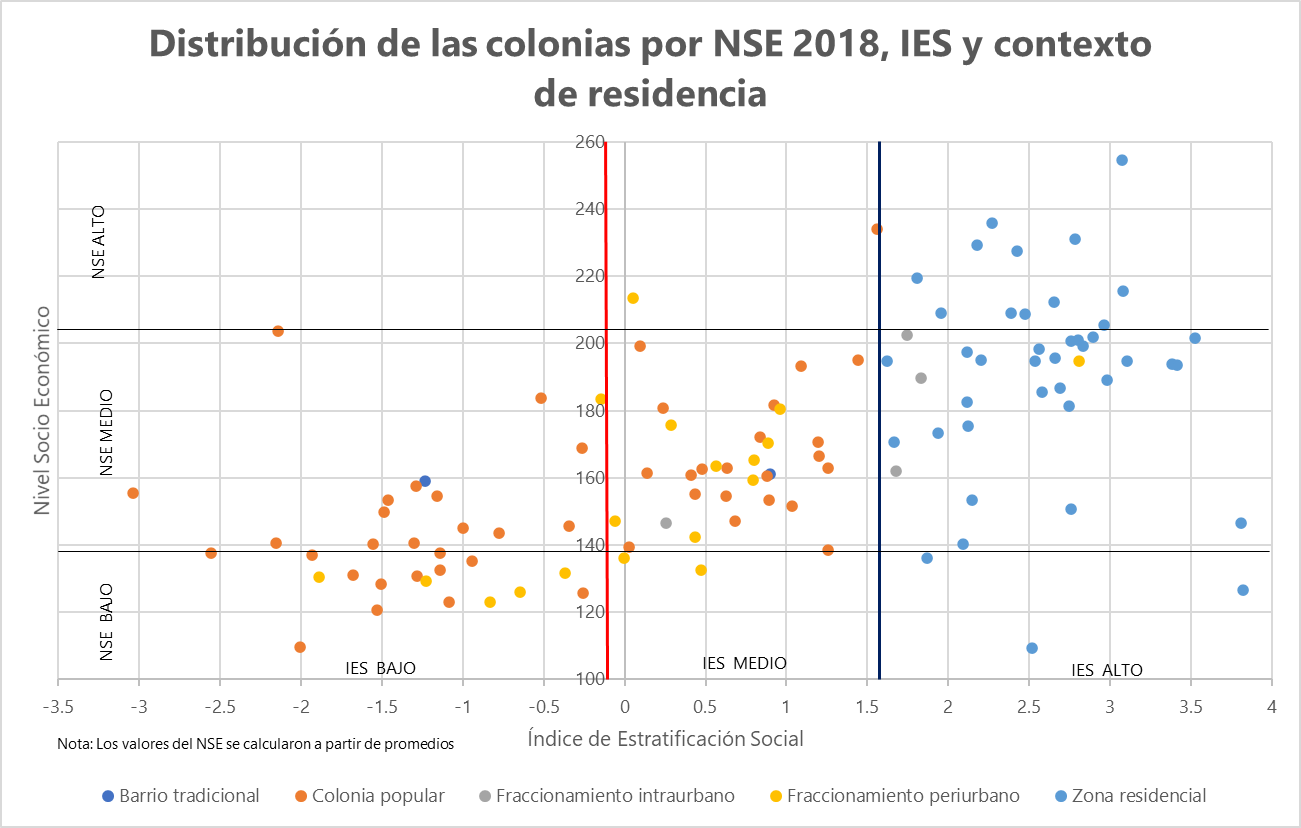 Distribución de las colonias por NSE 2018, IES y contexto
de residencia
260
240
220
200
180
160
140
120
100
NSE ALTO
NSE MEDIO
NSE BAJO
Nivel Socio Económico
IES BAJO
IES MEDIO
IES ALTO
-3.5 -3 -2.5 -2 -1.5 -1 -0.5 0 0.5 1 1.5 2 2.5 3 3.5 4
Índice de Estratificación Social
Nota: Los valores del NSE se calcularon a partir de promedios
Barrio tradicional Colonia popular Fraccionamiento intraurbano Fraccionamiento periurbano Zona residencial